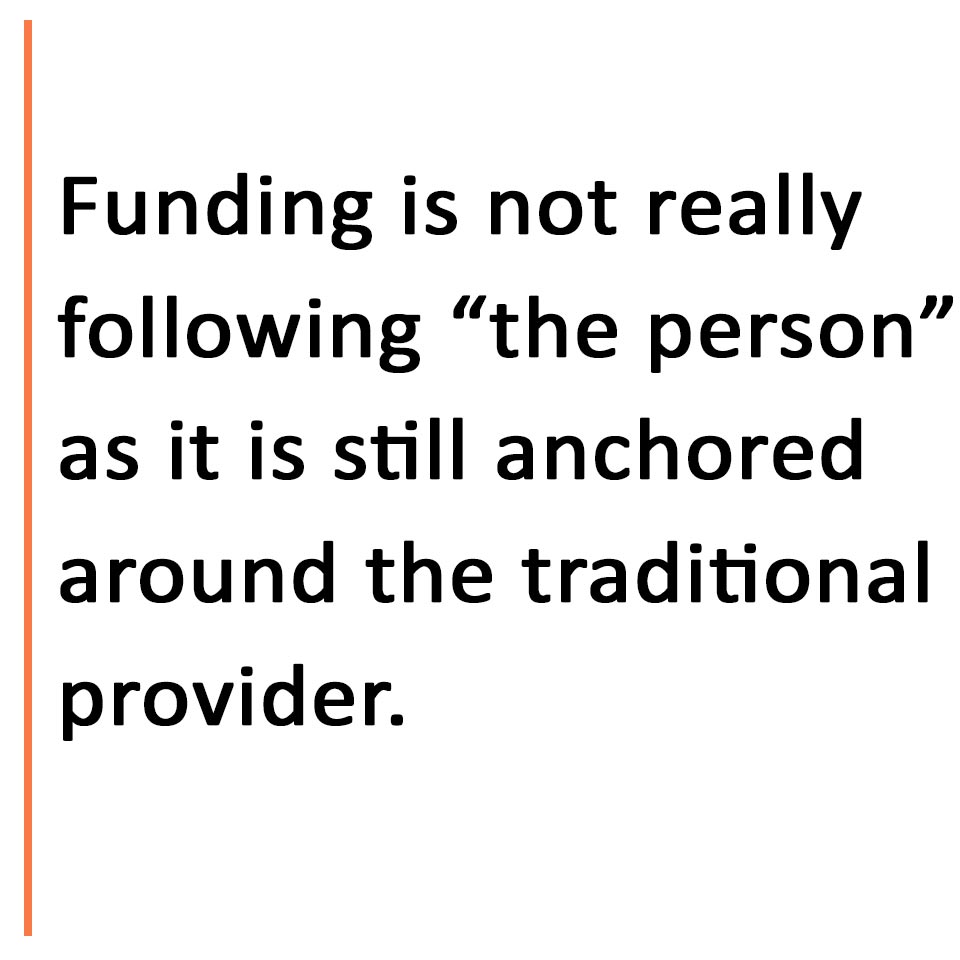 Funding is not really
following “the person”
as it is still anchored
around the traditional
provider.